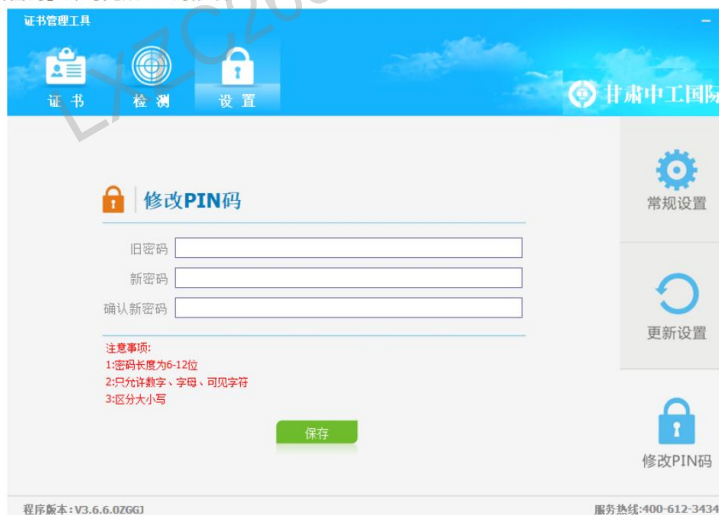 证书管理工具
证书
检测
设置
甘肃中工国际
修改PIN码
旧密码
新密码
确认新密码
注意事项:
1:密码长度为6-12位
2:只允许数字、字母、可见字符
3:区分大小写
保存
常规设置
更新设置
修改PIN码
程序版本:V3.6.6.0ZGGJ
服务热线:400-612-3434